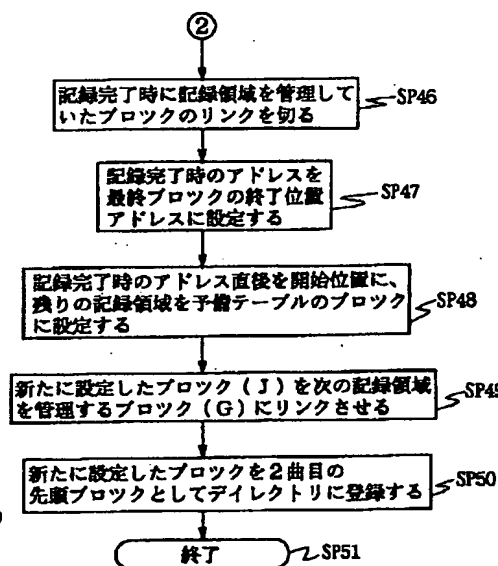 ②
記録完了時に記録領域を管理して
いたブロックのリンクを切る
SP46
記録完了時のアドレスを
最終ブロックの終了位置
アドレスに設定する
SP47
記録完了時のアドレス直後を開始位置に、
残りの記録領域を予備テーブルのブロック
に設定する
SP48
新たに設定したブロック(J)を次の記録領域
を管理するブロック(G)にリンクさせる
SP49
新たに設定したブロックを2曲目の
先頭ブロックとしてデイレクトリに登録する
SP50
終了
SP51